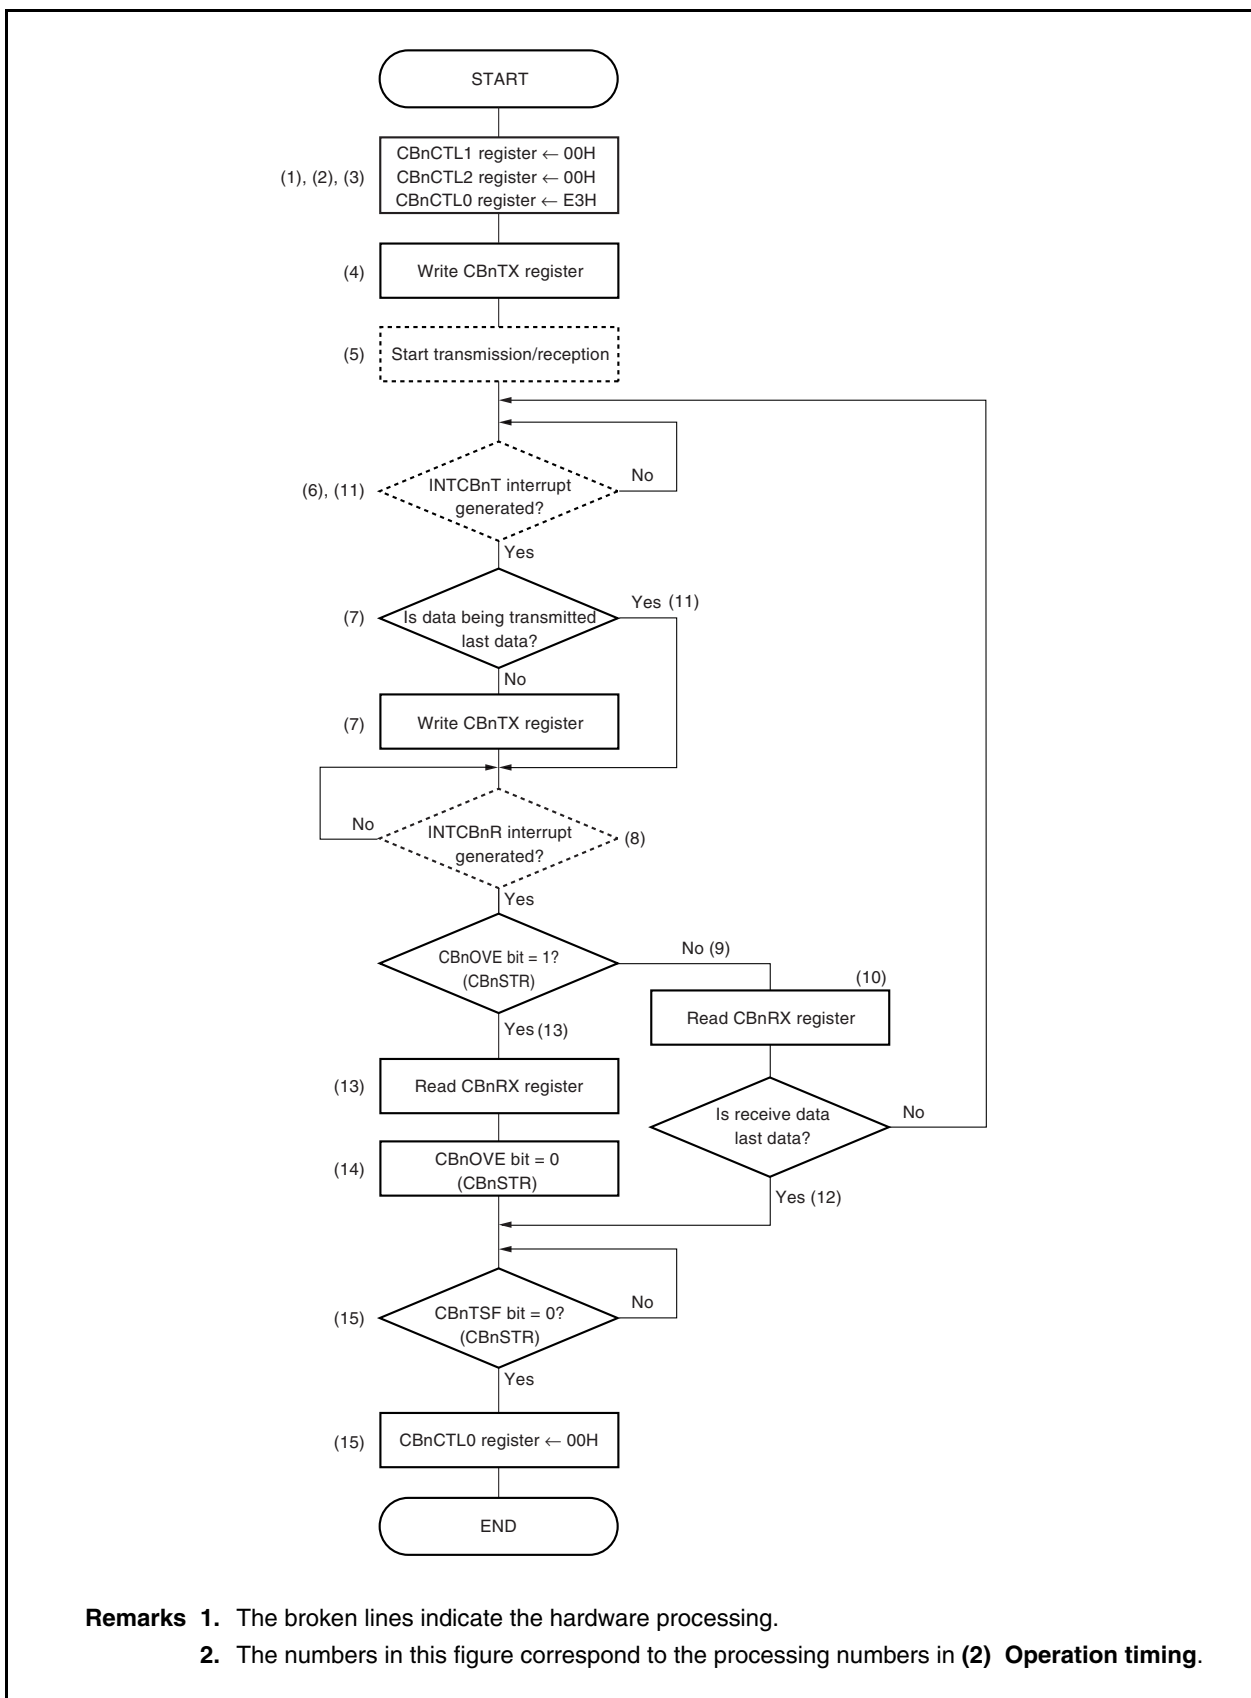 START
CBnCTL1 register ← 00H
CBnCTL2 register ← 00H
(1), (2), (3)
CBnCTL0 register ← E3H
(4)
Write CBnTX register
(5)
Start transmission/reception
No
INTCBnT interrupt
(6), (11)
generated?
Yes
Yes (11)
(7)
Is data being transmitted
last data?
No
(7)
Write CBnTX register
No
INTCBnR interrupt
(8)
generated?
Yes
CBnOVE bit = 1?
(CBnSTR)
No (9)
(10)
Read CBnRX register
Yes (13)
(13)
Read CBnRX register
Is receive data
last data?
No
(14)
CBnOVE bit = 0
(CBnSTR)
Yes (12)
No
(15)
CBnTSF bit = 0?
(CBnSTR)
Yes
(15)
CBnCTL0 register ← 00H
END
Remarks 1. The broken lines indicate the hardware processing.
2. The numbers in this figure correspond to the processing numbers in (2) Operation timing.